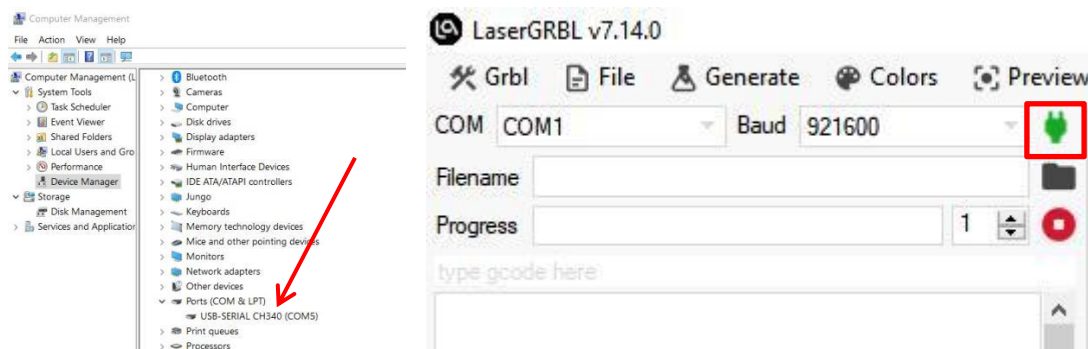 Computer Management
File Action View Help
Computer Management (L
System Tools
Task Scheduler
Event Viewer
Shared Folders
Local Users and Gro
Performance
Device Manager
Storage
Disk Management
Services and Application
Bluetooth
Cameras
Computer
Disk drives
Display adapters
Firmware
Human Interface Devices
IDE ATA/ATAPI controllers
Jungo
Keyboards
Memory technology devices
Mice and other pointing devices
Monitors
Network adapters
Other devices
Ports (COM & LPT)
USB-SERIAL CH340 (COM5)
Print queues
Processors
LaserGRBL v7.14.0
Grbl File Generate Colors Preview
COM COM1 Baud 921600
Filename
Progress 1
type gcode here